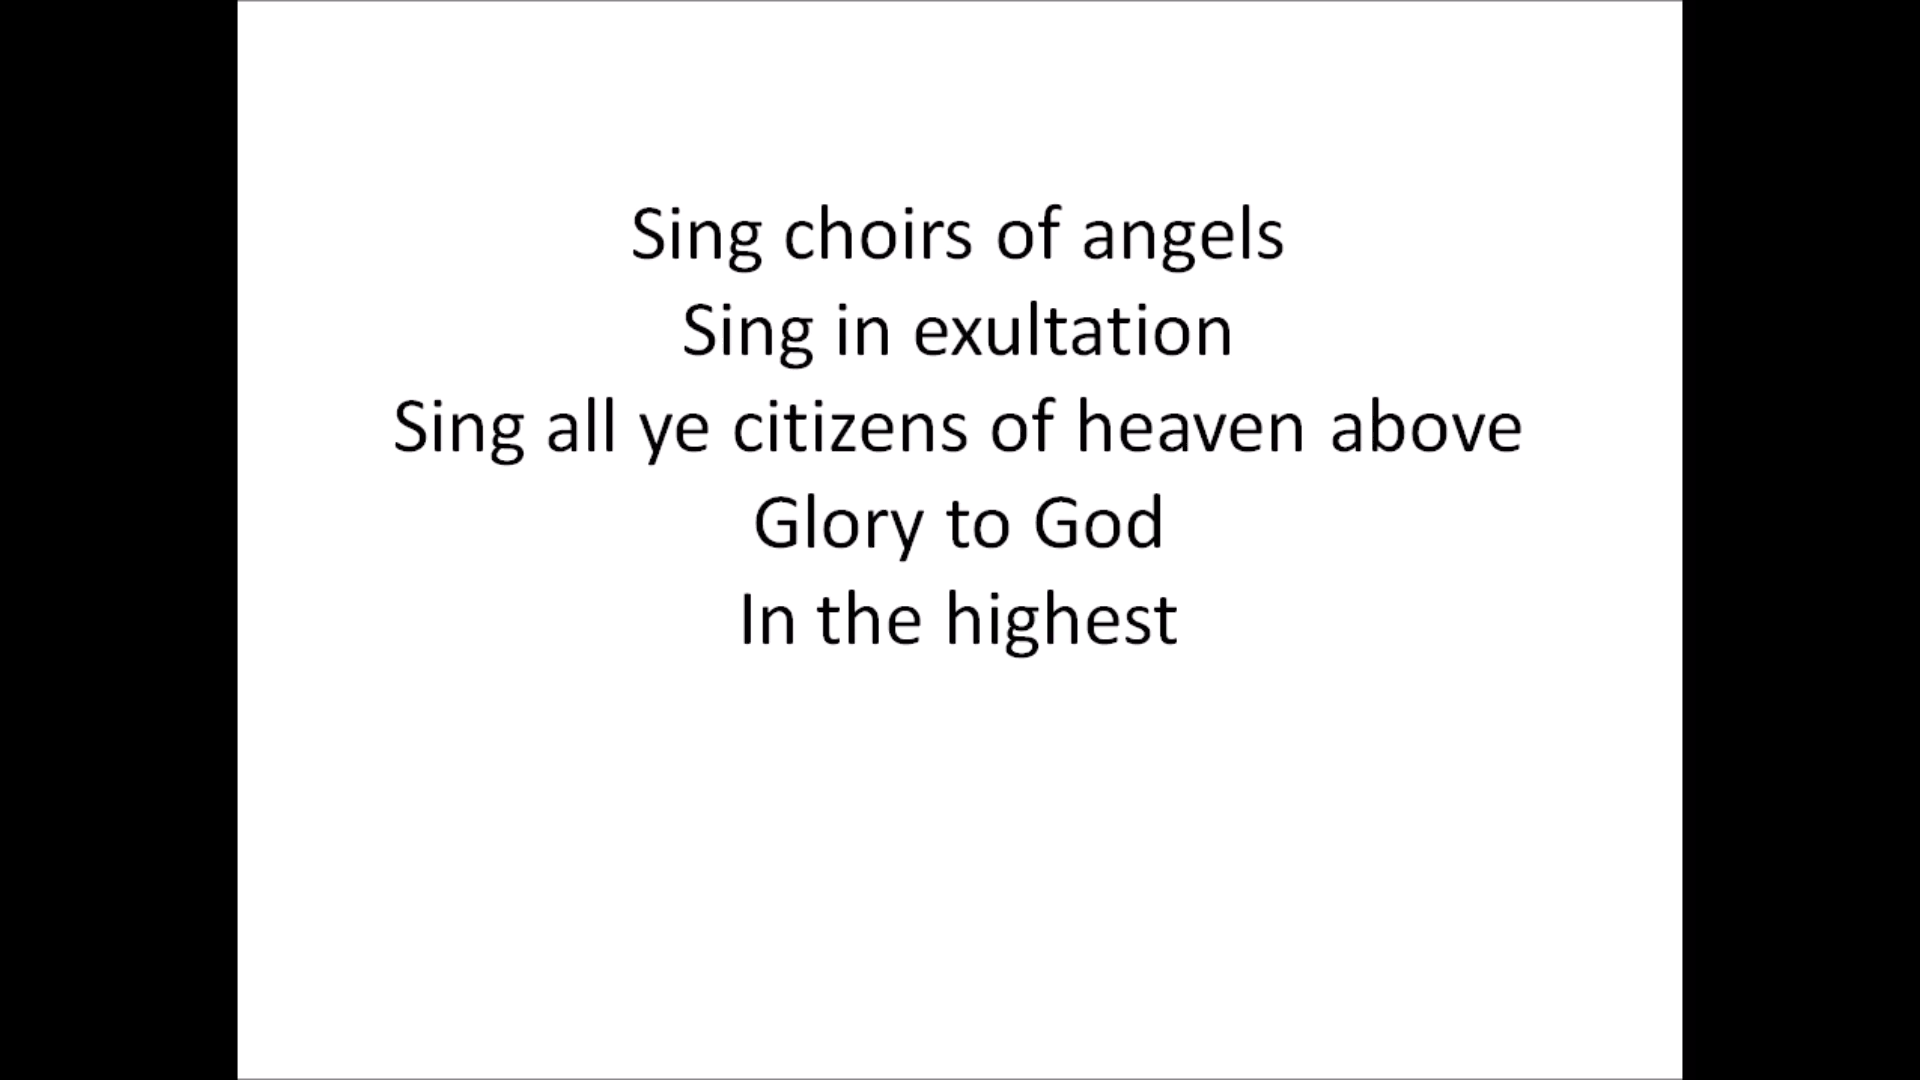 Sing choirs of angels
Sing in exultation
Sing all ye citizens of heaven above
Glory to God
In the highest